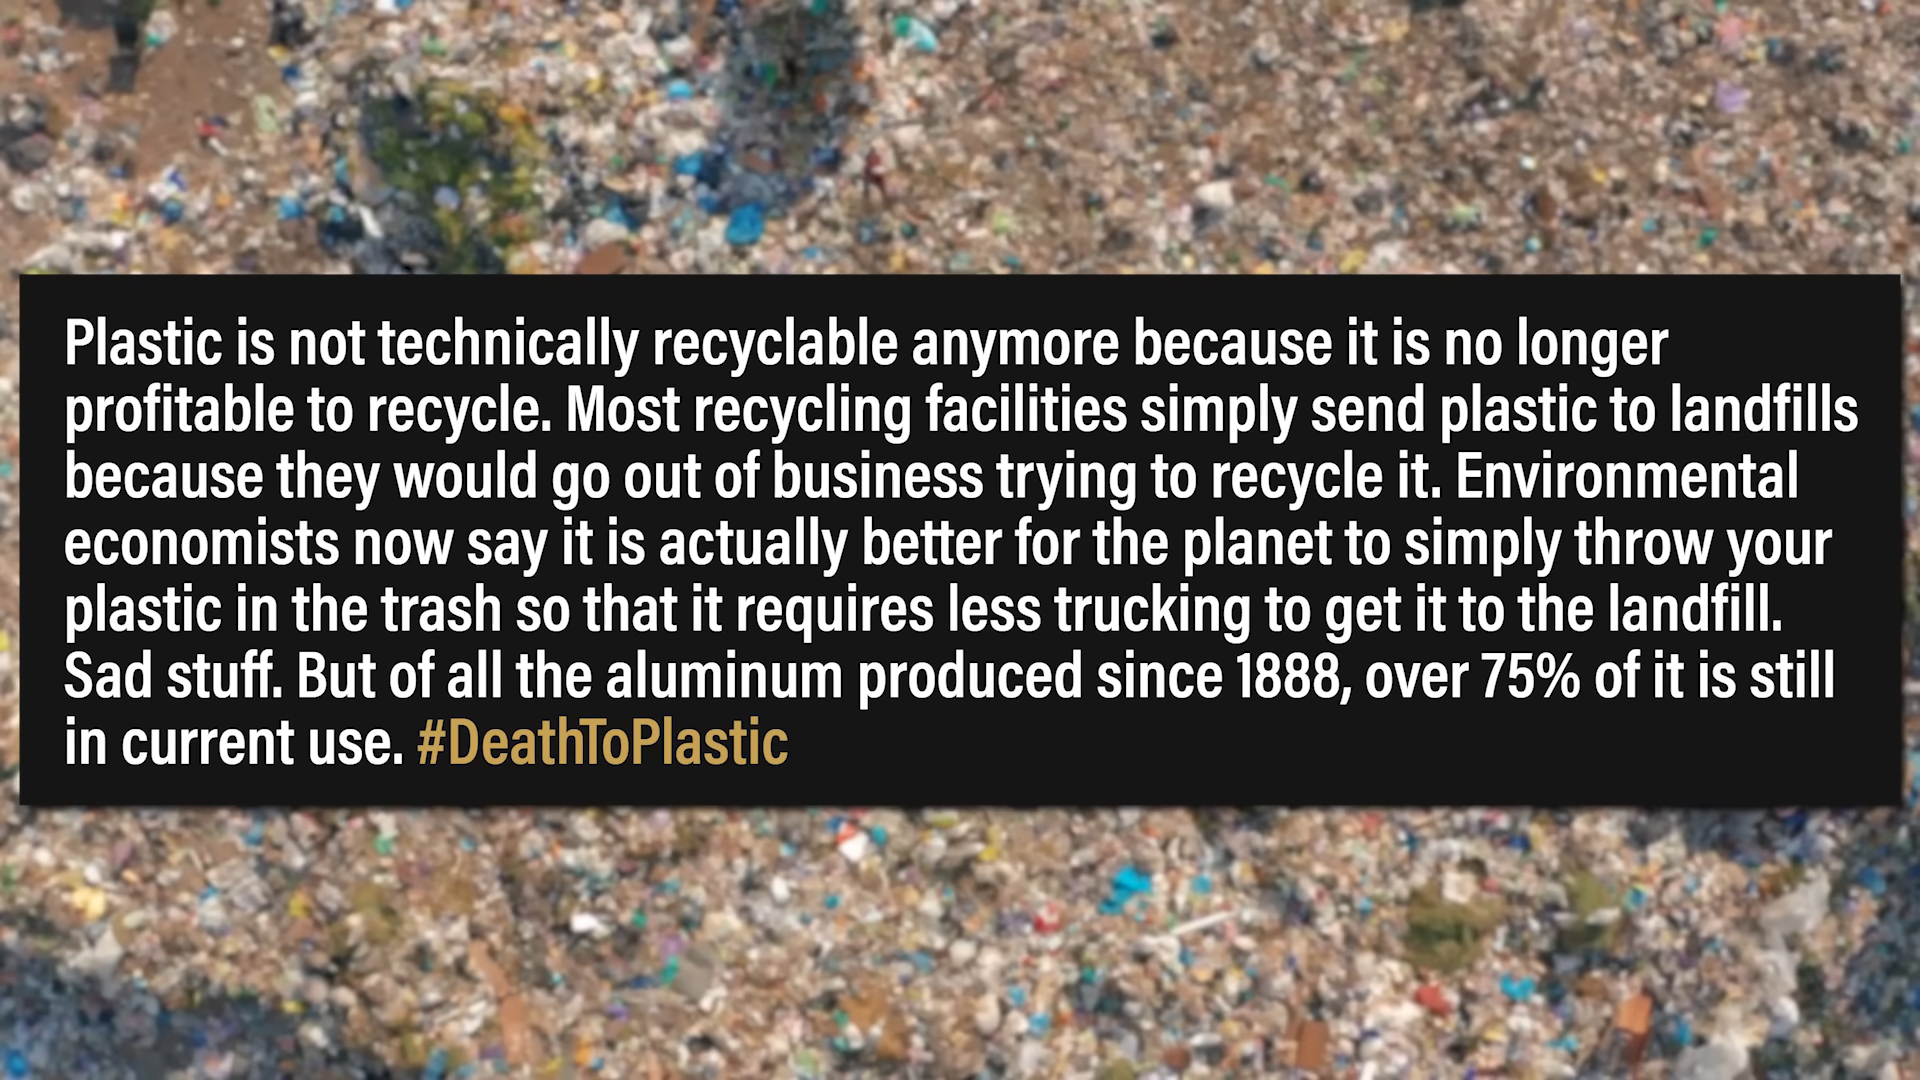 Plastic is not technically recyclable anymore because it is no longer
profitable to recycle. Most recycling facilities simply send plastic to landfills
because they would go out of business trying to recycle it. Environmental
economists now say it is actually better for the planet to simply throw your
plastic in the trash so that it requires less trucking to get it to the landfill.
Sad stuff. But of all the aluminum produced since 1888, over 75% of it is still
in current use. #DeathToPlastic